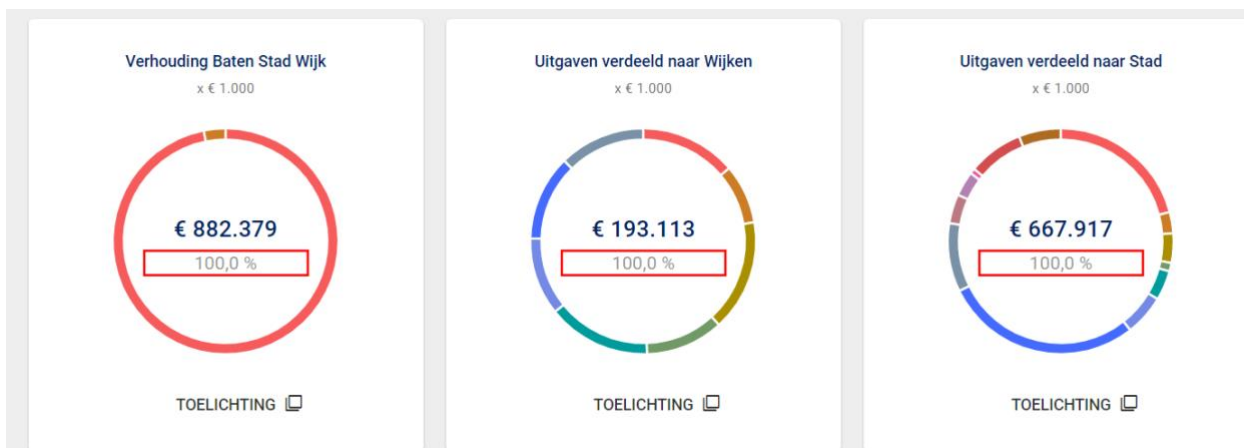 Verhouding Baten Stad Wijk
x € 1.000
€ 882.379
100,0 %
TOELICHTING
Uitgaven verdeeld naar Wijken
x € 1.000
€ 193.113
100,0 %
TOELICHTING
Uitgaven verdeeld naar Stad
x € 1.000
€ 667.917
100,0 %
TOELICHTING